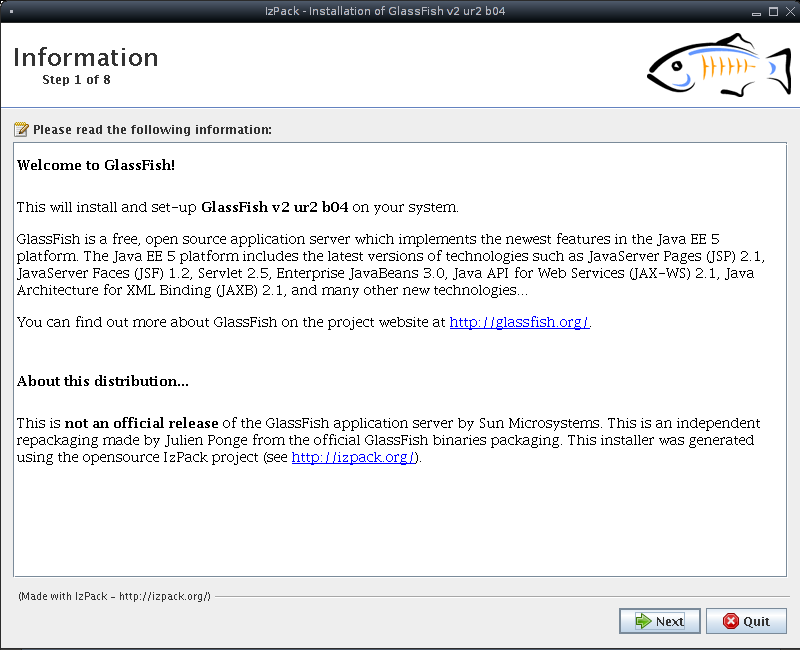 IzPack - Installation of GlassFish v2 ur2 b04
Information
Step 1 of 8
Please read the following information:
Welcome to GlassFish!
This will install and set-up GlassFish v2 ur2 b04 on your system.
GlassFish is a free, open source application server which implements the newest features in the Java EE 5
platform. The Java EE 5 platform includes the latest versions of technologies such as JavaServer Pages (JSP) 2.1,
JavaServer Faces (JSF) 1.2, Servlet 2.5, Enterprise JavaBeans 3.0, Java API for Web Services (JAX-WS) 2.1, Java
Architecture for XML Binding (JAXB) 2.1, and many other new technologies...
You can find out more about GlassFish on the project website at http://glassfish.org/.
About this distribution...
This is not an official release of the GlassFish application server by Sun Microsystems. This is an independent
repackaging made by Julien Ponge from the official GlassFish binaries packaging. This installer was generated
using the opensource IzPack project (see http://izpack.org/).
(Made with IzPack - http://izpack.org/)
Next
Quit